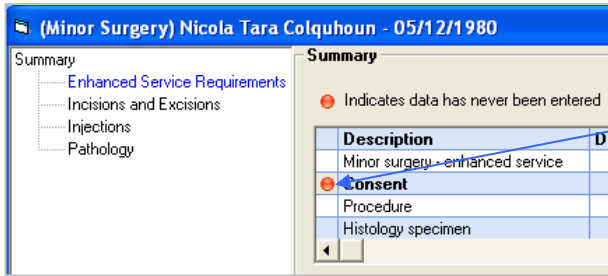 (Minor Surgery) Nicola Tara Colquhoun - 05/12/1980
Summary
Enhanced Service Requirements
Incisions and Excisions
Injections
Pathology
Summary
Indicates data has never been entered
Description D
Minor surgery - enhanced service
Consent
Procedure
Histology specimen